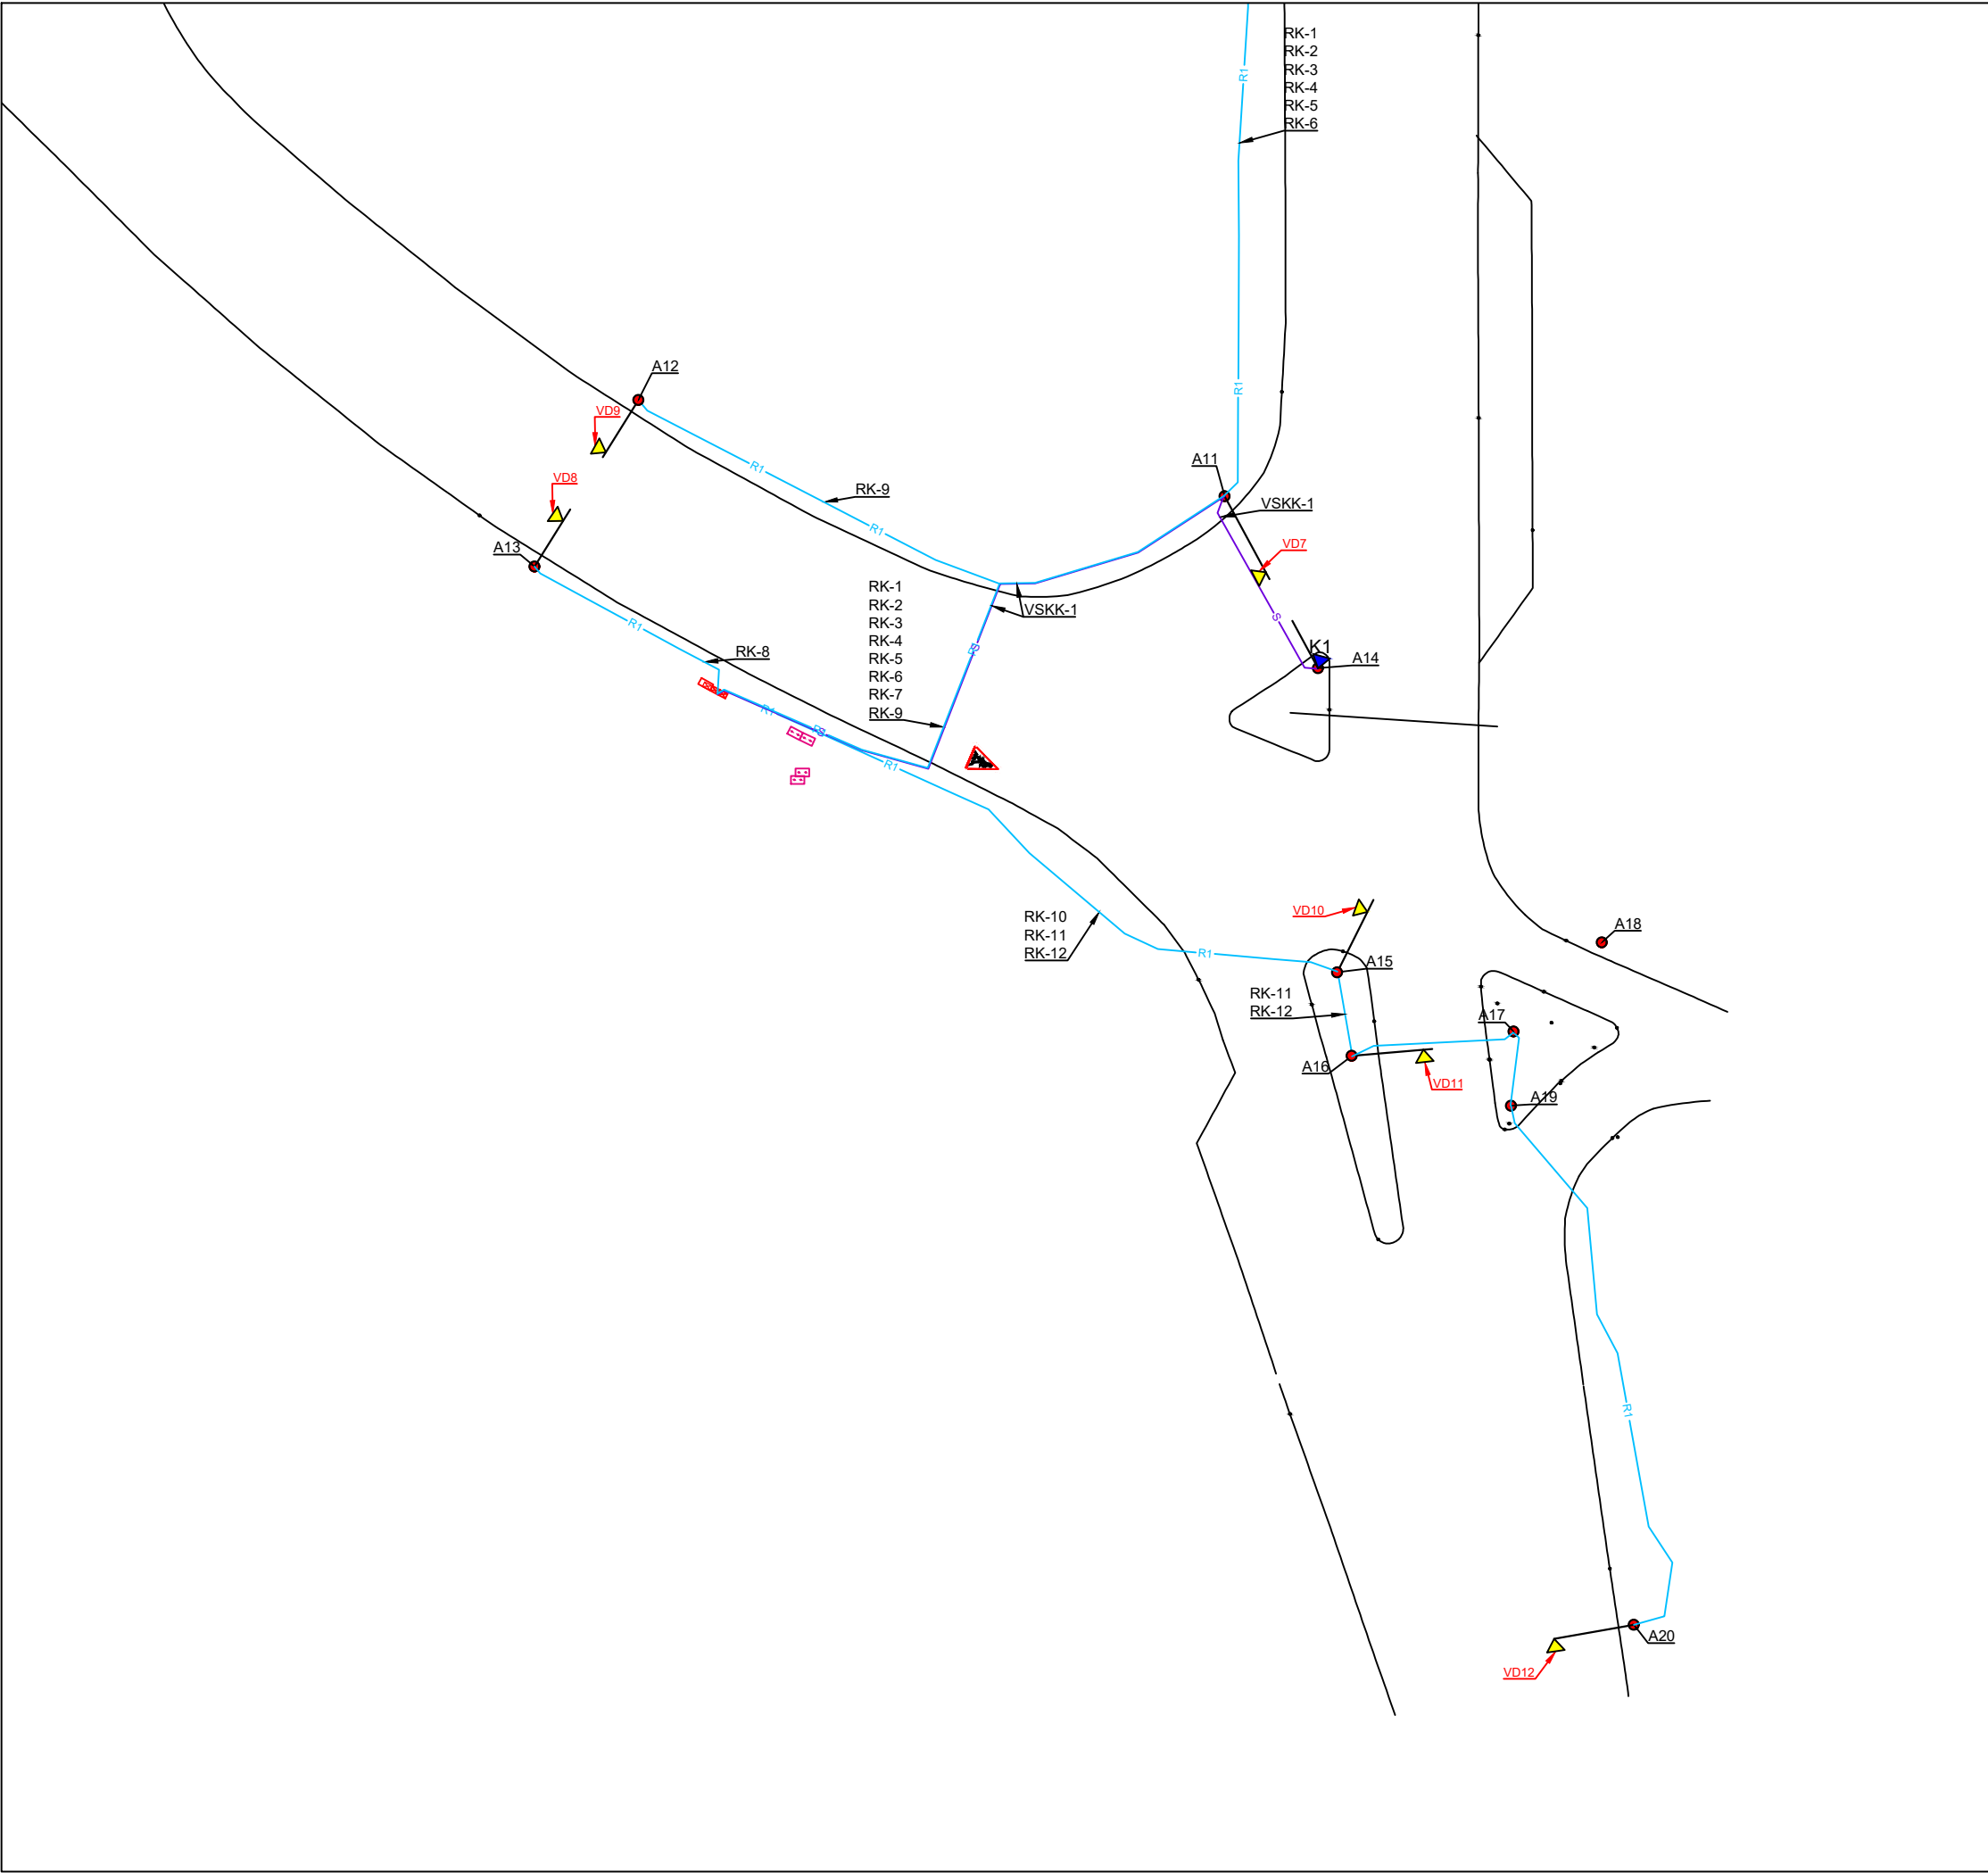 RK-1
RK-2
RK-3
RK-4
RK-5
RK-6
R1
R1
A12
VD9
R1
RK-9
R1
VD8
A13
A11
VSKK-1
VD7
S
K1
A14
RK-1
RK-2
RK-3
RK-4
RK-5
RK-6
RK-7
RK-9
VSKK-1
R1
RK-8
R1
R1
RK-10
RK-11
RK-12
R1
VD10
A15
A18
RK-11
RK-12
A17
A16
VD11
A19
R1
A20
VD12